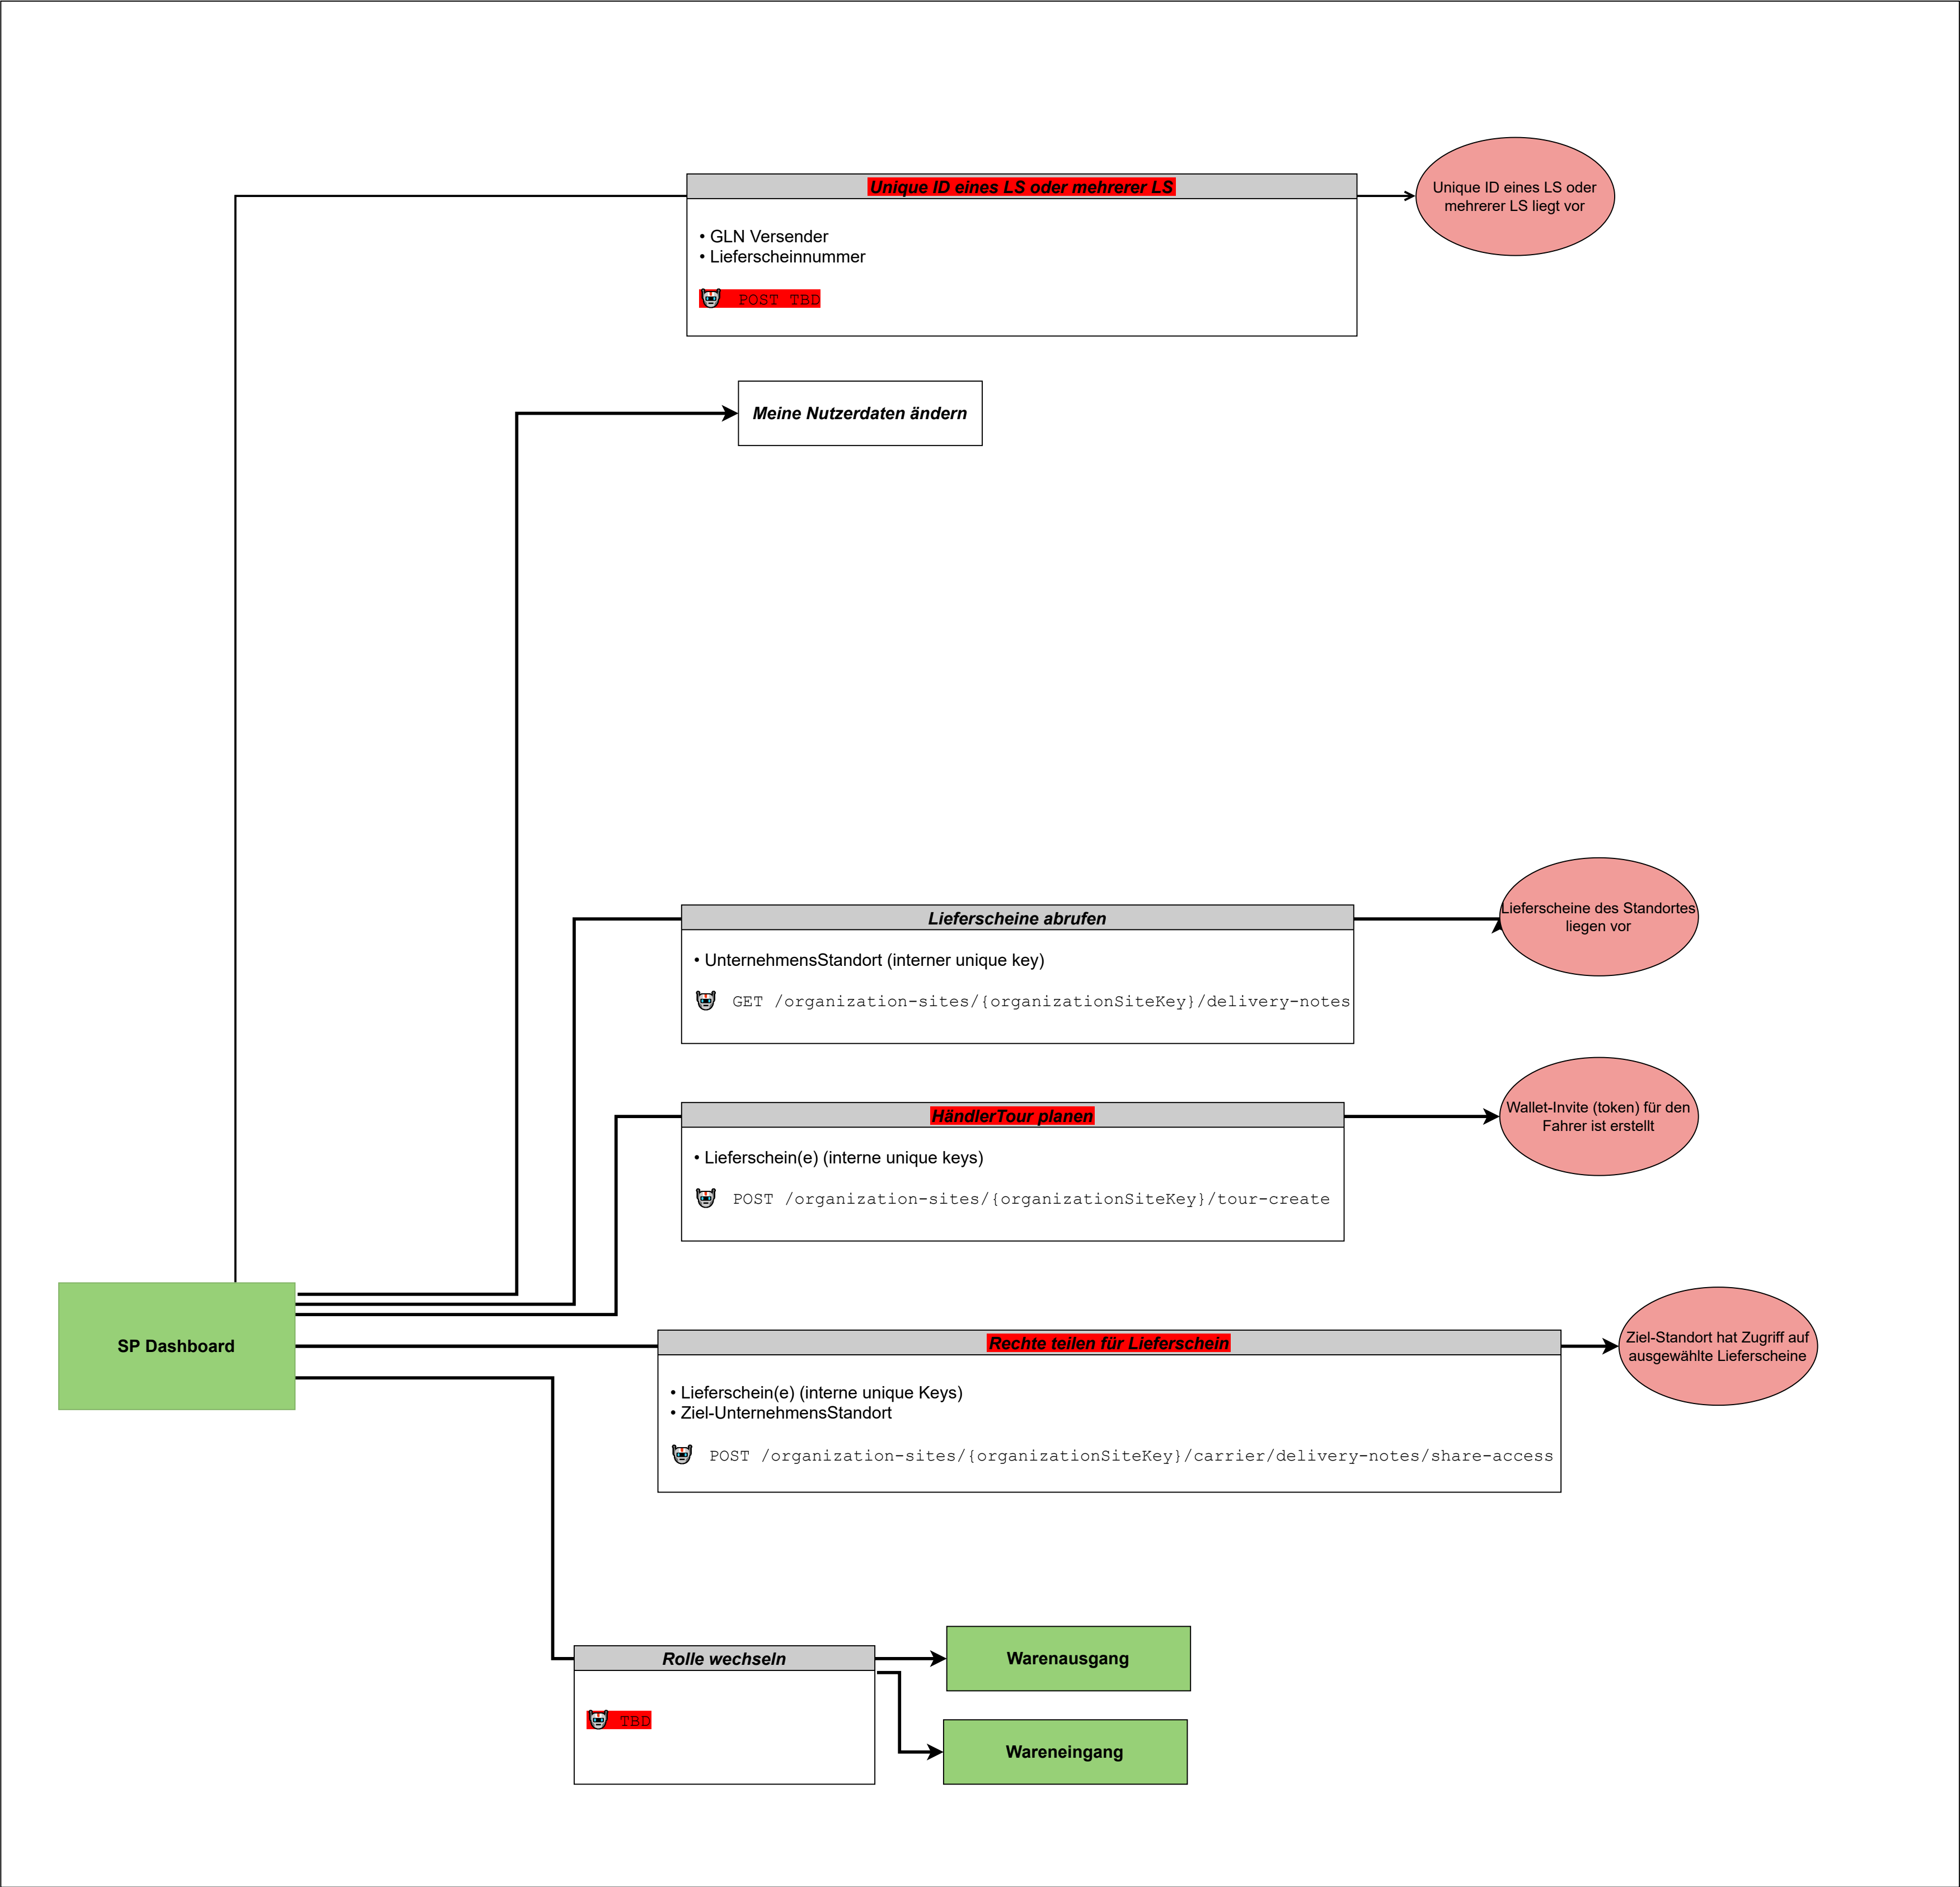 Unique ID eines LS oder mehrerer LS
• GLN Versender
• Lieferscheinnummer
POST TBD
Unique ID eines LS oder
mehrerer LS liegt vor
Meine Nutzerdaten ändern
Lieferscheine abrufen
• UnternehmensStandort (interner unique key)
GET /organization-sites/{organizationSiteKey}/delivery-notes
Lieferscheine des Standortes
liegen vor
HändlerTour planen
• Lieferschein(e) (interne unique keys)
POST /organization-sites/{organizationSiteKey}/tour-create
Wallet-Invite (token) für den
Fahrer ist erstellt
SP Dashboard
Rechte teilen für Lieferschein
• Lieferschein(e) (interne unique Keys)
• Ziel-UnternehmensStandort
POST /organization-sites/{organizationSiteKey}/carrier/delivery-notes/share-access
Ziel-Standort hat Zugriff auf
ausgewählte Lieferscheine
Rolle wechseln
TBD
Warenausgang
Wareneingang